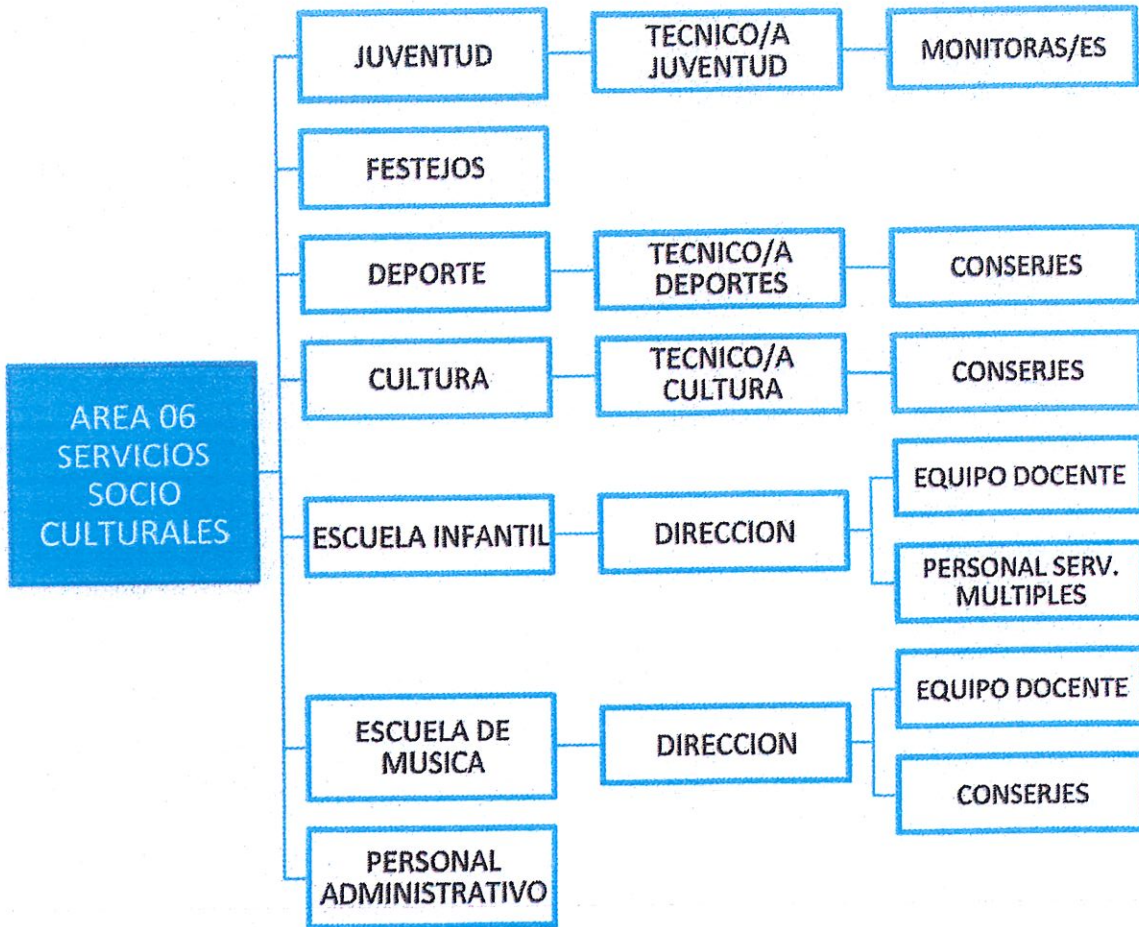 JUVENTUD
TECNICO/A
JUVENTUD
MONITORAS/ES
FESTEJOS
DEPORTE
TECNICO/A
DEPORTES
CONSERJES
CULTURA
TECNICO/A
CULTURA
CONSERJES
AREA 06
SERVICIOS
SOCIO
CULTURALES
ESCUELA INFANTIL
DIRECCION
EQUIPO DOCENTE
PERSONAL SERV.
MULTIPLES
ESCUELA DE
MUSICA
DIRECCION
EQUIPO DOCENTE
CONSERJES
PERSONAL
ADMINISTRATIVO